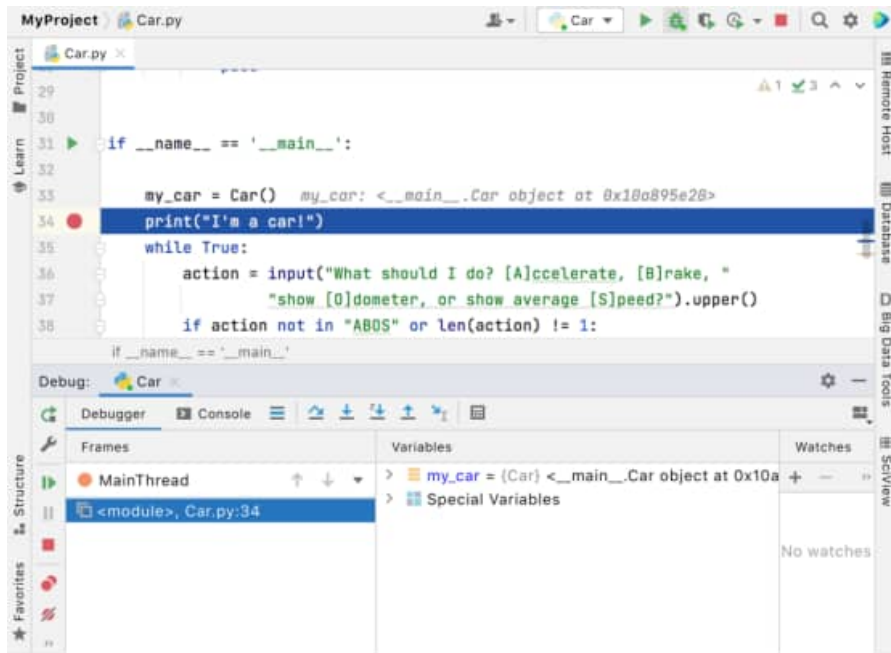 MyProject Car.py
Car
Car.py
29
30
31 if __name__ == '__main__':
32
33 my_car = Car() my_car: <__main__.Car object at 0x10a895e20>
34 print("I'm a car!")
35 while True:
36 action = input("What should I do? [A]ccelerate, [B]rake, "
37 "show [O]dometer, or show average [S]peed?").upper()
38 if action not in "ABOS" or len(action) != 1:
1 3
if __name__ == '__main__'
Debug: Car
Debugger Console
Frames
Variables
Watches
MainThread
<module>, Car.py:34
my_car = {Car} <__main__.Car object at 0x10a
Special Variables
No watches
Project
Learn
Structure
Favorites
Remote Host
Database
Big Data Tools
SciView